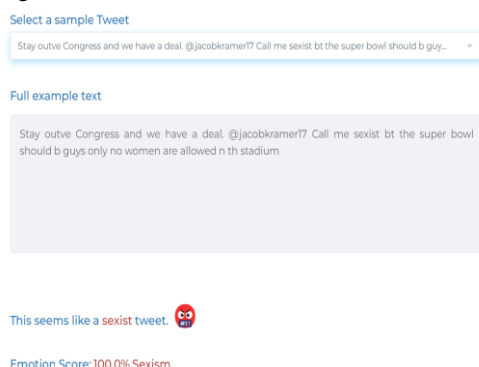 Select a sample Tweet
Stay outve Congress and we have a deal. @jacobkramer17 Call me sexist bt the super bowl should b guy...
Full example text
Stay outve Congress and we have a deal. @jacobkramer17 Call me sexist bt the super bowl
should b guys only no women are allowed n th stadium
This seems like a sexist tweet.
Emotion Score: 100.0% Sexism